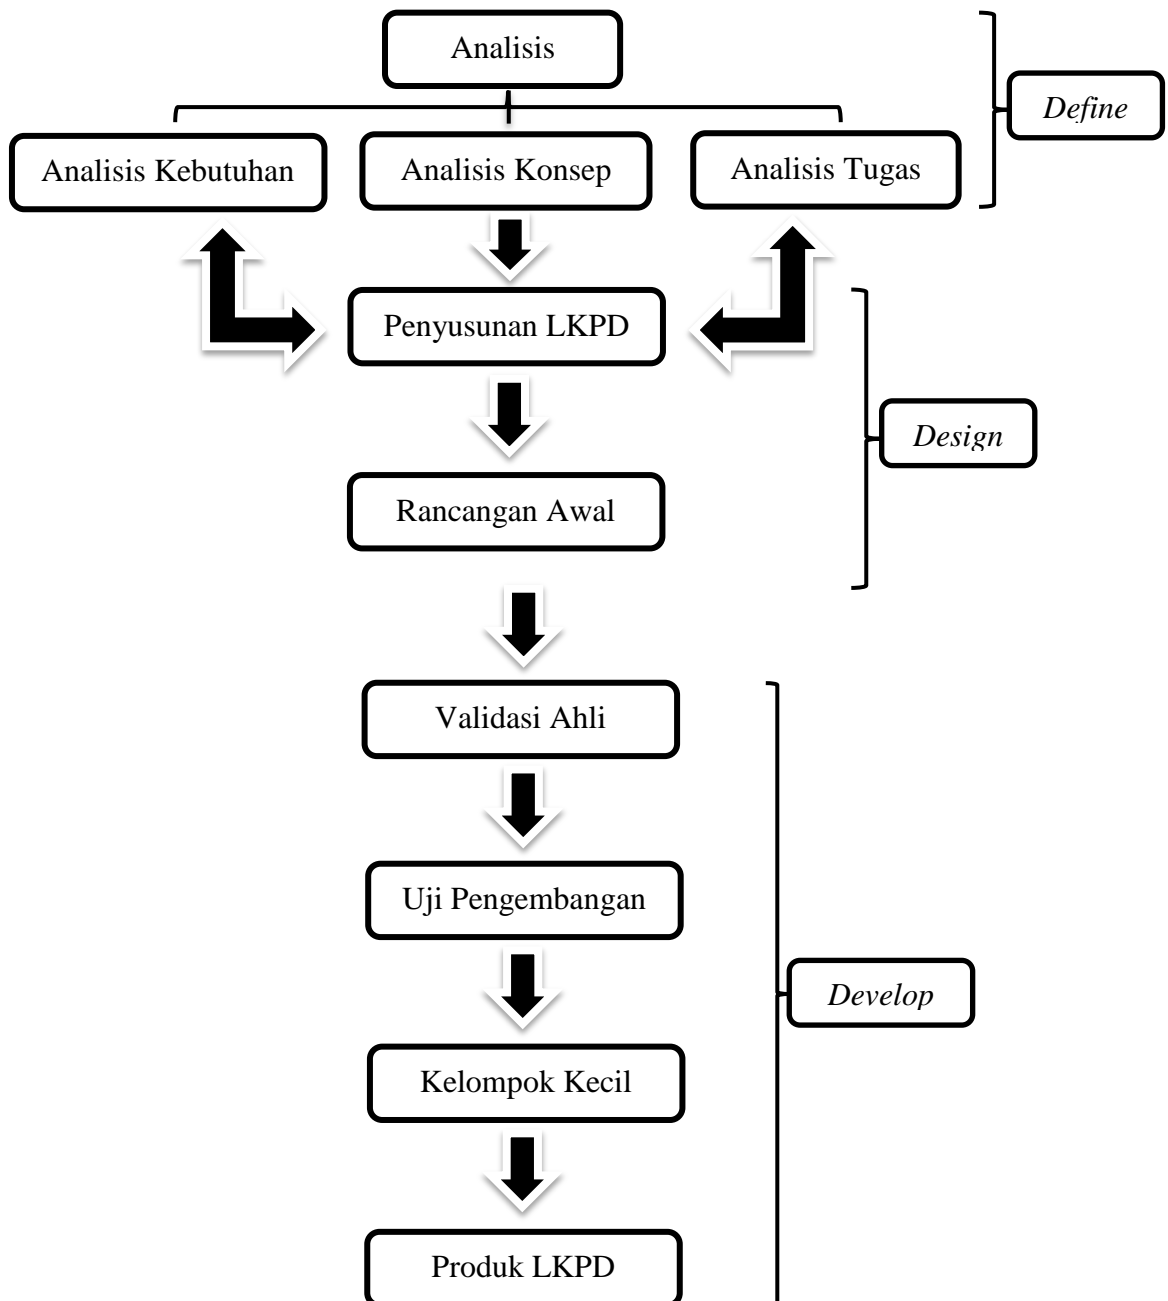 Analisis
Define
Analisis Kebutuhan
Analisis Konsep
Analisis Tugas
Penyusunan LKPD
Design
Rancangan Awal
Validasi Ahli
Uji Pengembangan
Develop
Kelompok Kecil
Produk LKPD